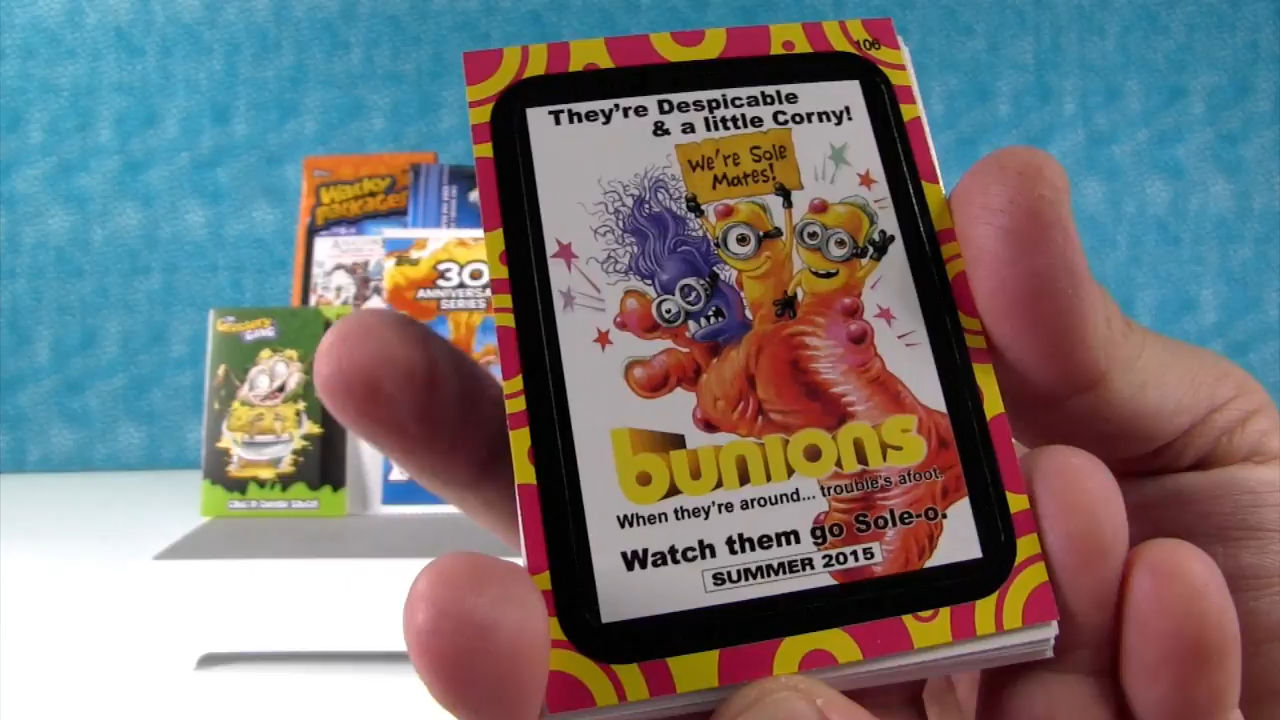 106
They're Despicable
& a little Corny!
We're Sole
Mates!
bunions
When they're around... trouble's afoot.
Watch them go Sole-o.
SUMMER 2015
Wacky
Packages
30
ANNIVERSA
SERIES